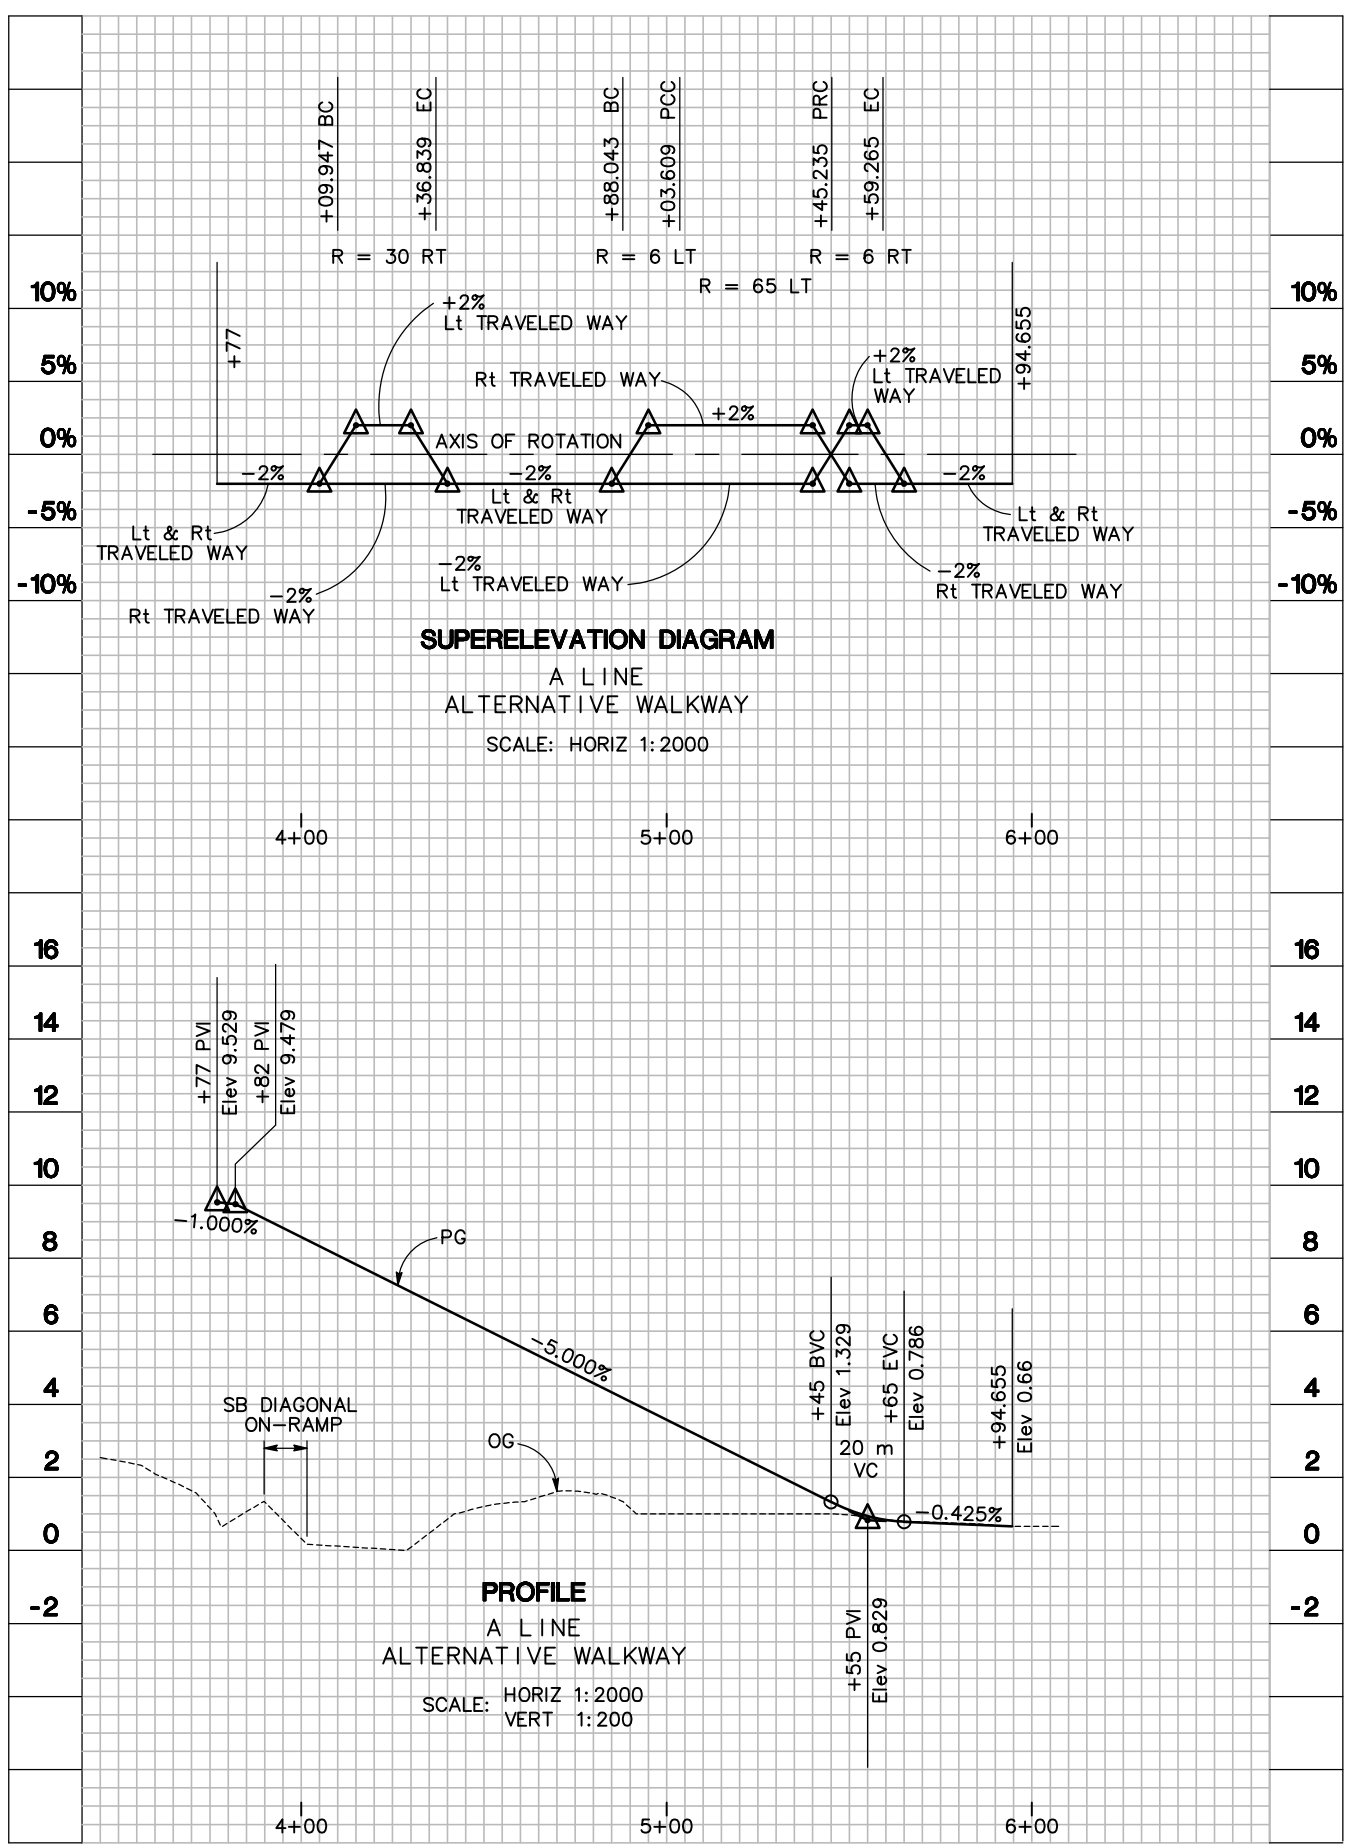 +09.947 BC
+36.839 EC
+88.043 BC
+03.609 PCC
+45.235 PRC
+59.265 EC
R = 30 RT
R = 6 LT
R = 6 RT
R = 65 LT
10%
10%
+77
+94.655
+2%
Lt TRAVELED WAY
5%
5%
Rt TRAVELED WAY
+2%
+2%
Lt TRAVELED
WAY
0%
0%
AXIS OF ROTATION
-2%
-2%
-2%
Lt & Rt
TRAVELED WAY
-5%
-5%
Lt & Rt
TRAVELED WAY
Lt & Rt
TRAVELED WAY
-10%
-10%
-2%
Rt TRAVELED WAY
-2%
Lt TRAVELED WAY
-2%
Rt TRAVELED WAY
SUPERELEVATION DIAGRAM
A LINE
ALTERNATIVE WALKWAY
SCALE: HORIZ 1:2000
4+00
5+00
6+00
16
16
14
14
12
12
10
10
8
8
6
6
4
4
2
2
0
0
-2
-2
+77 PVI
Elev 9.529
+82 PVI
Elev 9.479
-1.000%
PG
-5.000%
+45 BVC
Elev 1.329
+65 EVC
Elev 0.786
+94.655
Elev 0.66
SB DIAGONAL
ON-RAMP
OG
20 m
VC
-0.425%
+55 PVI
Elev 0.829
PROFILE
A LINE
ALTERNATIVE WALKWAY
SCALE: HORIZ 1:2000
VERT 1:200
4+00
5+00
6+00